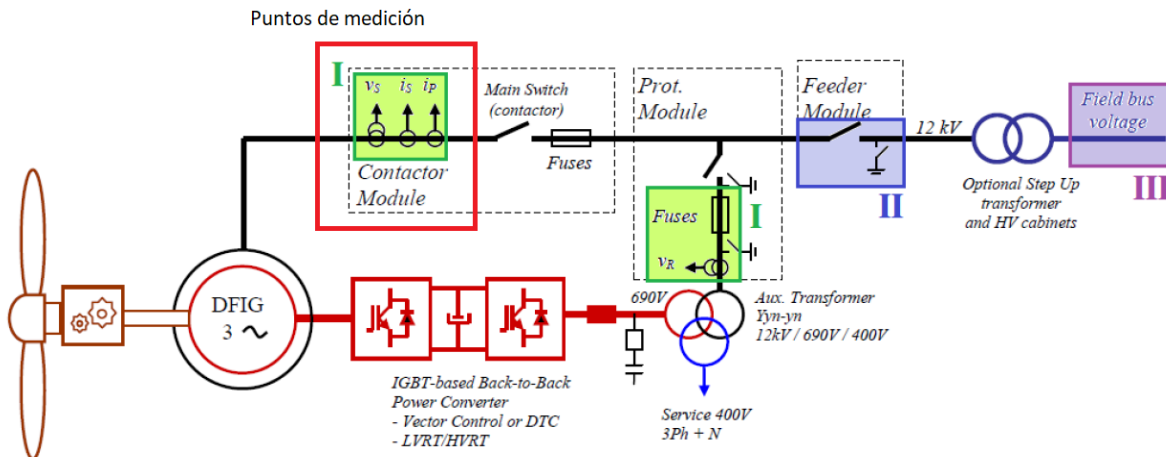 Puntos de medición
I
vS iS iP
Main Switch
(contactor)
Fuses
Contactor
Module
Prot.
Module
Fuses
I
vR
Feeder
Module
II
12 kV
Field bus
voltage
III
Optional Step Up
transformer
and HV cabinets
DFIG
3
690V
Aux. Transformer
Yyn-yn
12kV / 690V / 400V
IGBT-based Back-to-Back
Power Converter
- Vector Control or DTC
- LVRT/HVRT
Service 400V
3Ph + N